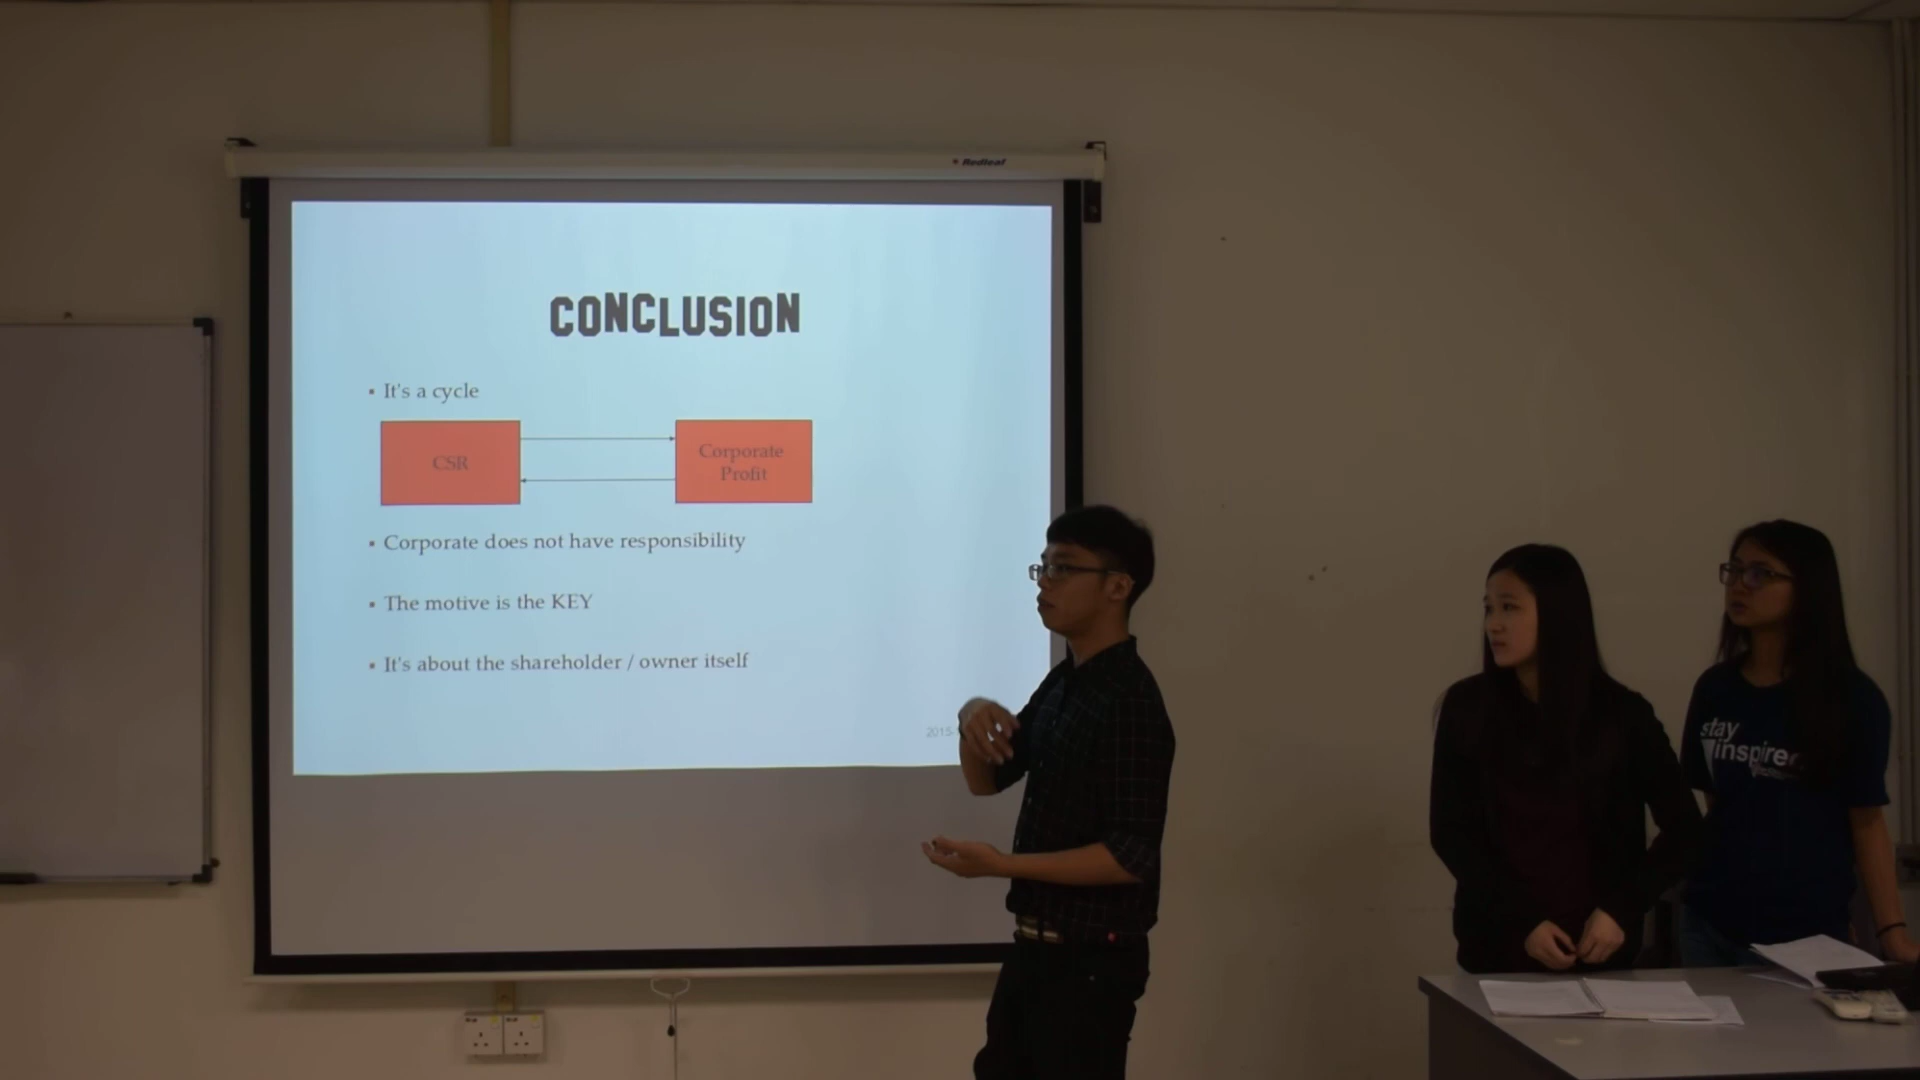 Redleaf
CONCLUSION
▪ It's a cycle
CSR
Corporate
Profit
▪ Corporate does not have responsibility
▪ The motive is the KEY
▪ It's about the shareholder / owner itself
2015-
stay
inspire